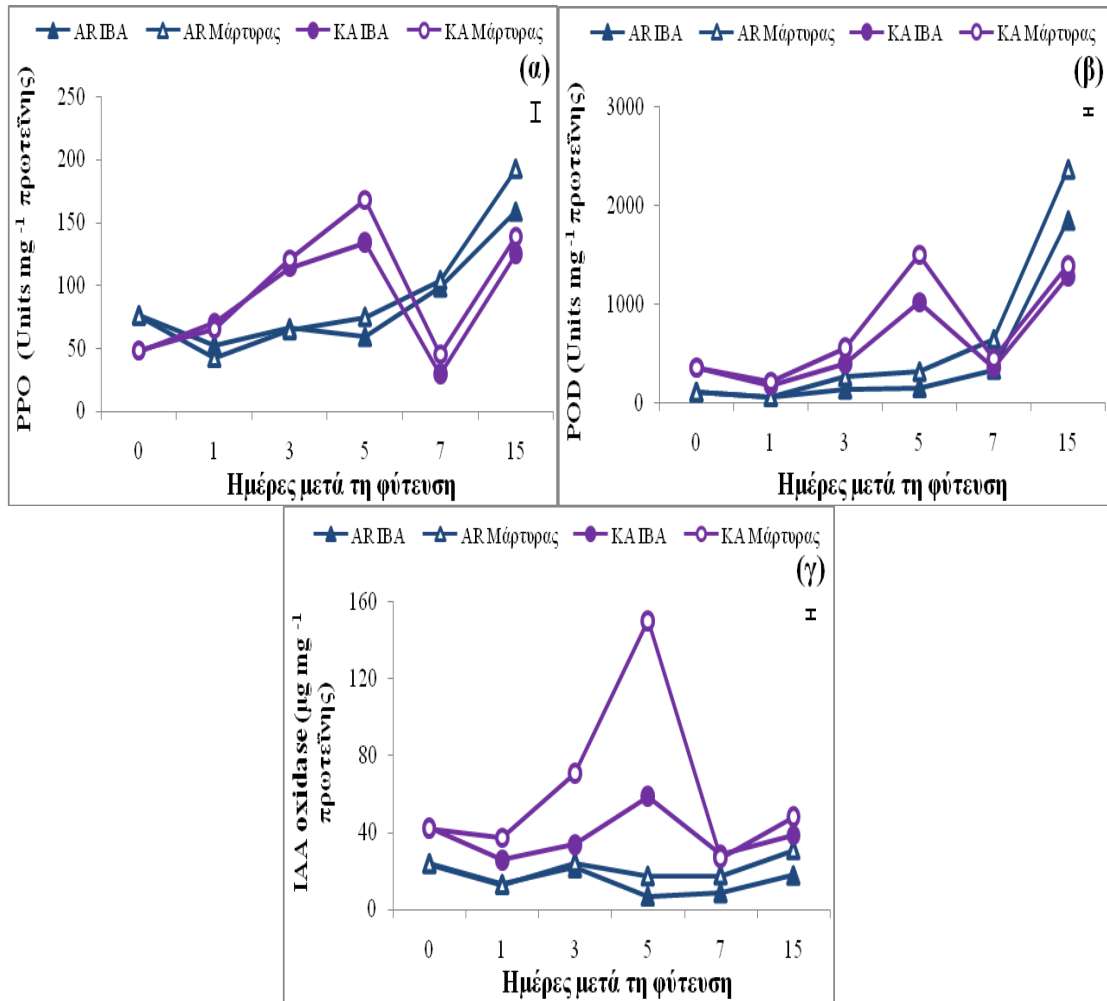 AR IBA AR Μάρτυρας KA IBA KA Μάρτυρας
(α)
PPO (Units mg -1 πρωτεΐνης)
250
200
150
100
50
0
0 1 3 5 7 15
Ημέρες μετά τη φύτευση
AR IBA AR Μάρτυρας KA IBA KA Μάρτυρας
(β)
POD (Units mg -1 πρωτεΐνης)
3000
2000
1000
0
0 1 3 5 7 15
Ημέρες μετά τη φύτευση
AR IBA AR Μάρτυρας KA IBA KA Μάρτυρας
(γ)
IAA oxidase (μg mg -1
πρωτεΐνης)
160
120
80
40
0
0 1 3 5 7 15
Ημέρες μετά τη φύτευση